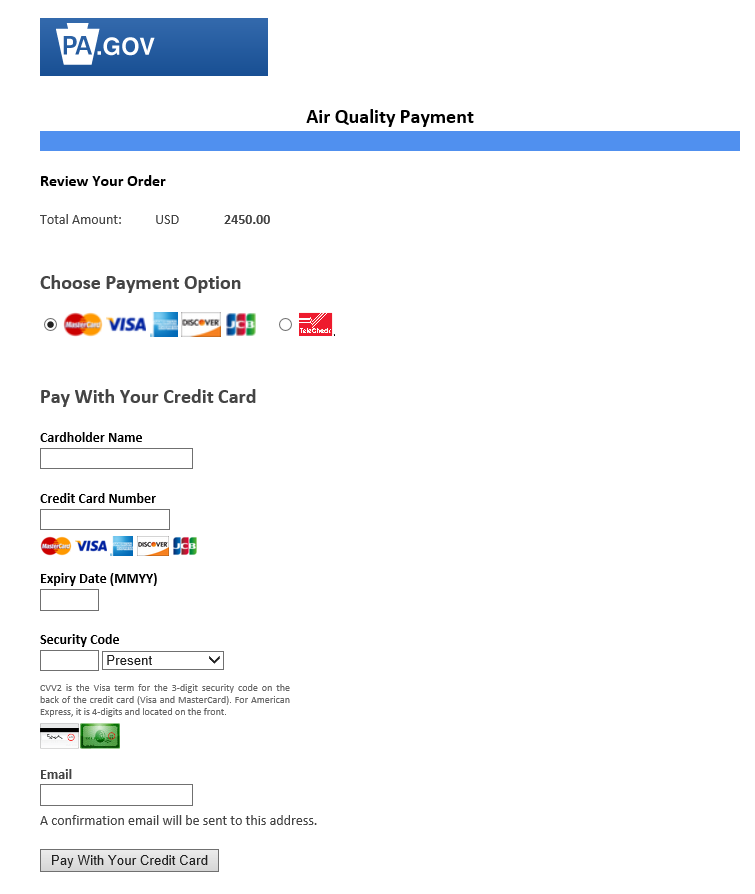 PA.GOV
Air Quality Payment
Review Your Order
Total Amount: USD 2450.00
Choose Payment Option
MasterCard VISA DISCOVER JCB TeleCheck
Pay With Your Credit Card
Cardholder Name
Credit Card Number
MasterCard VISA DISCOVER JCB
Expiry Date (MMYY)
Security Code
Present
CVV2 is the Visa term for the 3-digit security code on the
back of the credit card (Visa and MasterCard). For American
Express, it is 4-digits and located on the front.
Email
A confirmation email will be sent to this address.
Pay With Your Credit Card